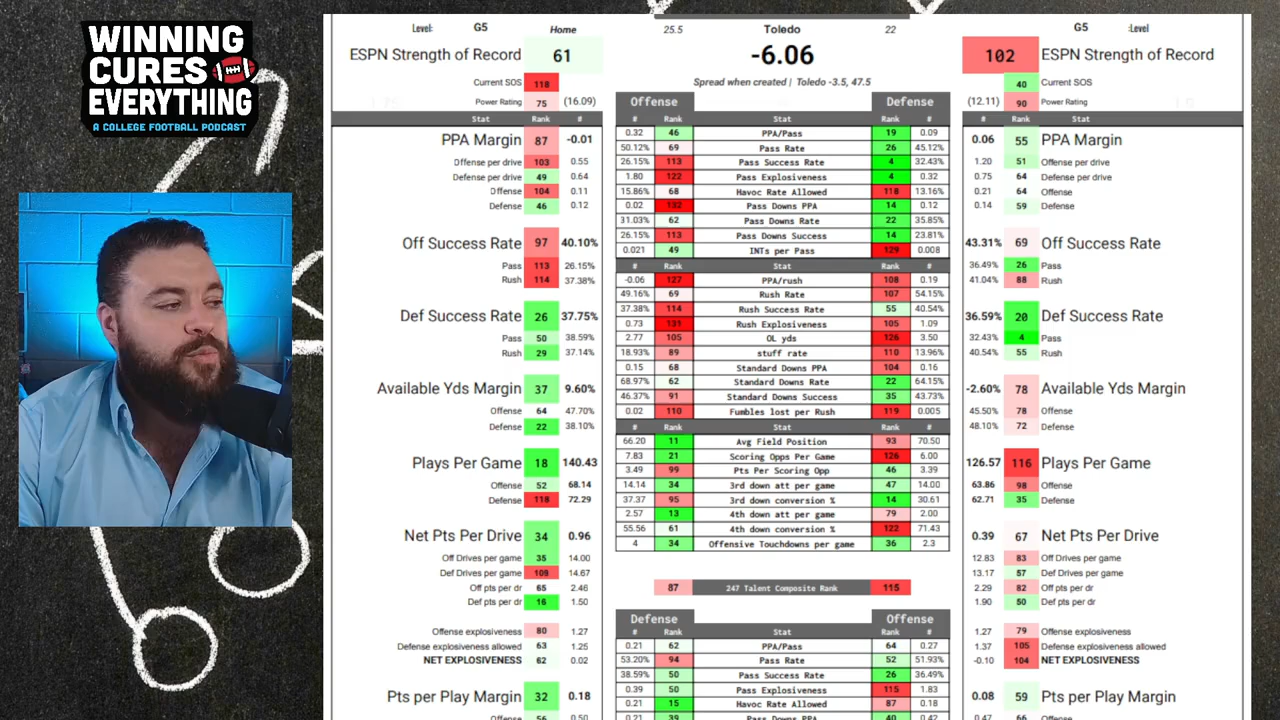 WINNING
CURES
EVERYTHING
A COLLEGE FOOTBALL PODCAST
Level: G5 Home 25.5 Toledo 22 G5 :Level
ESPN Strength of Record 61 -6.06 102 ESPN Strength of Record
Current SOS 118 Spread when created | Toledo -3.5, 47.5 40 Current SOS
Power Rating 75 (16.09) Offense Defense (12.11) 90 Power Rating
Stat Rank # # Rank Stat Rank # # Rank Stat
PPA Margin 87 -0.01
Offense per drive 103 0.55
Defense per drive 49 0.64
Offense 104 0.11
Defense 46 0.12
Off Success Rate 97 40.10%
Pass 113 26.15%
Rush 114 37.38%
Def Success Rate 26 37.75%
Pass 50 38.59%
Rush 29 37.14%
Available Yds Margin 37 9.60%
Offense 64 47.70%
Defense 22 38.10%
Plays Per Game 18 140.43
Offense 52 68.14
Defense 118 72.29
Net Pts Per Drive 34 0.96
Off Drives per game 35 14.00
Def Drives per game 109 14.67
Off pts per dr 65 2.46
Def pts per dr 16 1.50
Offense explosiveness 80 1.27
Defense explosiveness allowed 63 1.25
NET EXPLOSIVENESS 62 0.02
Pts per Play Margin 32 0.18
56 0.50
0.32 46 PPA/Pass 19 0.09
50.12% 69 Pass Rate 26 45.12%
26.15% 113 Pass Success Rate 4 32.43%
1.80 122 Pass Explosiveness 4 0.32
15.86% 68 Havoc Rate Allowed 118 13.16%
0.02 132 Pass Downs PPA 14 0.12
31.03% 62 Pass Downs Rate 22 35.85%
26.15% 113 Pass Downs Success 14 23.81%
0.021 49 INTs per Pass 129 0.008
# Rank Stat Rank #
-0.06 127 PPA/rush 108 0.19
49.16% 69 Rush Rate 107 54.15%
37.38% 114 Rush Success Rate 55 40.54%
0.73 131 Rush Explosiveness 105 1.09
2.77 105 OL yds 126 3.50
18.93% 89 stuff rate 110 13.96%
0.15 68 Standard Downs PPA 104 0.16
68.97% 62 Standard Downs Rate 22 64.15%
46.37% 91 Standard Downs Success 35 43.73%
0.02 110 Fumbles lost per Rush 119 0.005
# Rank Stat Rank #
66.20 11 Avg Field Position 93 70.50
7.83 21 Scoring Opps Per Game 126 6.00
3.49 99 Pts Per Scoring Opp 46 3.39
14.14 34 3rd down att per game 47 14.00
37.37 95 3rd down conversion % 14 30.61
2.57 13 4th down att per game 79 2.00
55.56 61 4th down conversion % 122 71.43
4 34 Offensive Touchdowns per game 36 2.3
87 247 Talent Composite Rank 115
Defense Offense
# Rank Stat Rank #
0.21 62 PPA/Pass 64 0.27
53.20% 94 Pass Rate 52 51.93%
38.59% 50 Pass Success Rate 26 36.49%
0.39 50 Pass Explosiveness 115 1.83
0.21 15 Havoc Rate Allowed 87 0.18
0.21 39 Pass Downs PPA 40 0.42
0.06 55 PPA Margin
1.20 51 Offense per drive
0.75 64 Defense per drive
0.21 64 Offense
0.14 59 Defense
43.31% 69 Off Success Rate
36.49% 26 Pass
41.04% 88 Rush
36.59% 20 Def Success Rate
32.43% 4 Pass
40.54% 55 Rush
-2.60% 78 Available Yds Margin
45.50% 78 Offense
48.10% 72 Defense
126.57 116 Plays Per Game
63.86 98 Offense
62.71 35 Defense
0.39 67 Net Pts Per Drive
12.83 83 Off Drives per game
13.17 57 Def Drives per game
2.29 82 Off pts per dr
1.90 50 Def pts per dr
1.27 79 Offense explosiveness
1.37 105 Defense explosiveness allowed
-0.10 104 NET EXPLOSIVENESS
0.08 59 Pts per Play Margin
0.47 66 Offense